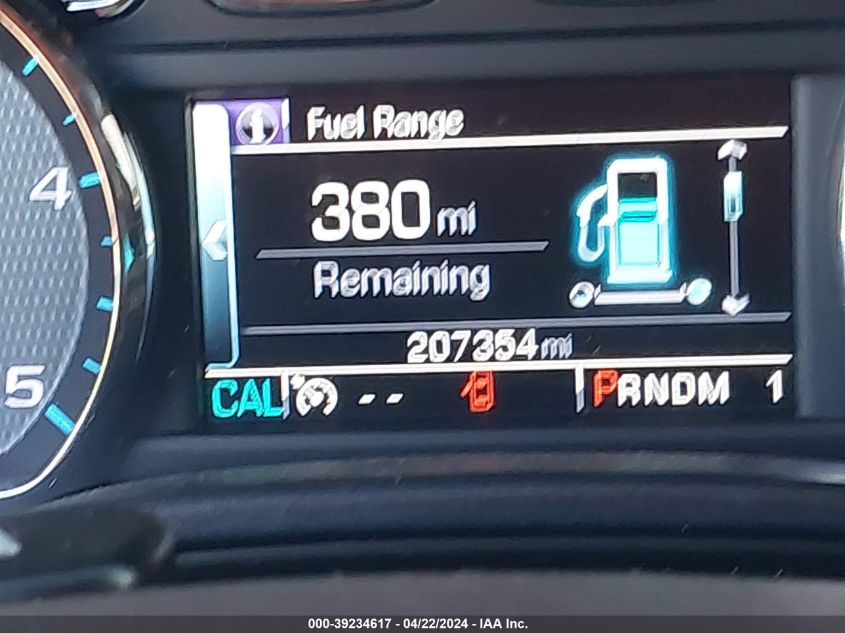 Fuel Range
4
380 mi
Remaining
207354 mi
5
CAL -- PRNDM 1
000-39234617 - 04/22/2024 - IAA Inc.